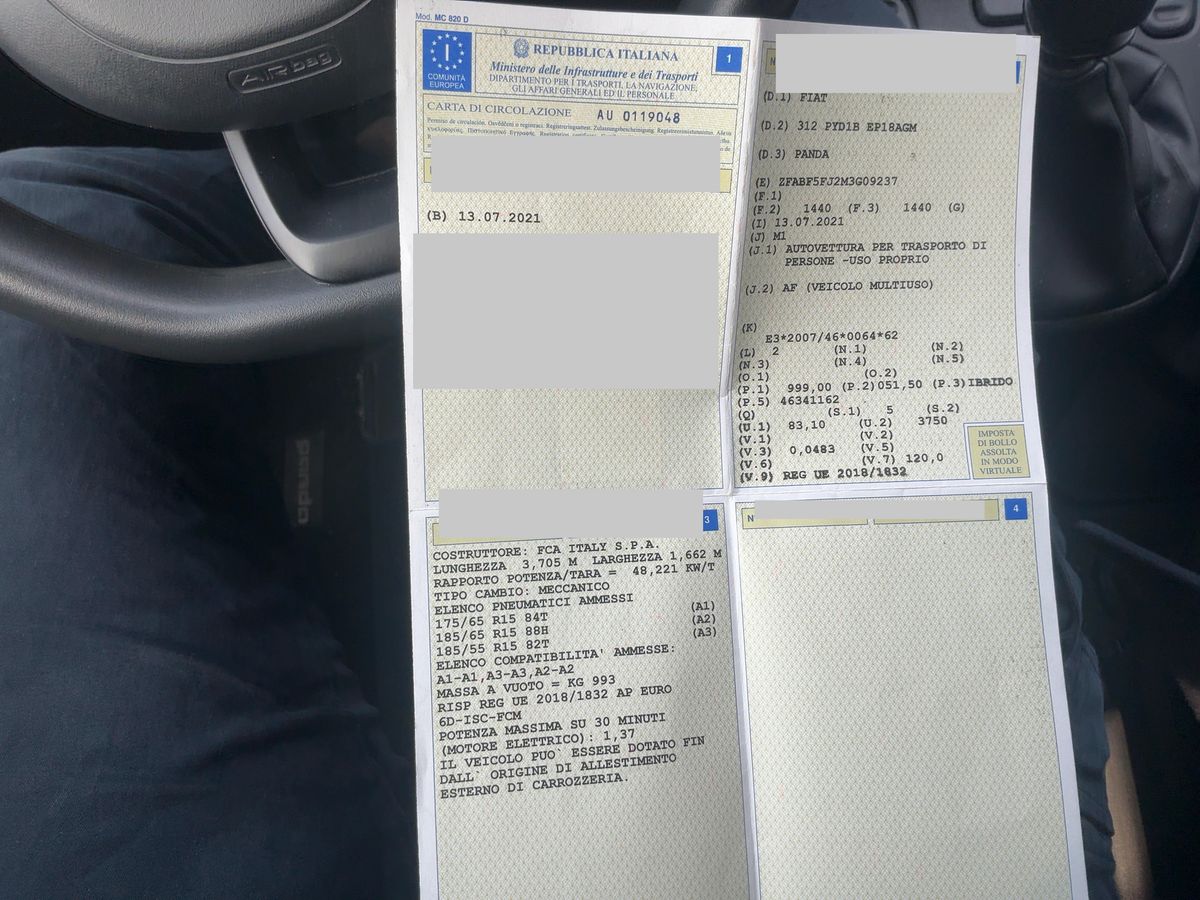 AIRbag
panda
Mod. MC 820 D
COMUNITÀ
EUROPEA
I
REPUBBLICA ITALIANA
Ministero delle Infrastrutture e dei Trasporti
DIPARTIMENTO PER I TRASPORTI, LA NAVIGAZIONE,
GLI AFFARI GENERALI ED IL PERSONALE
1
CARTA DI CIRCOLAZIONE AU 0119048
(B) 13.07.2021
(D.1) FIAT
(D.2) 312 PYD1B EP18AGM
(D.3) PANDA
(E) ZFABF5FJ2M3G09237
(F.1)
(F.2) 1440 (F.3) 1440 (G)
(I) 13.07.2021
(J) M1
(J.1) AUTOVETTURA PER TRASPORTO DI
PERSONE -USO PROPRIO
(J.2) AF (VEICOLO MULTIUSO)
(K)
E3*2007/46*0064*62
(L) 2 (N.1) (N.2)
(N.3) (N.4) (N.5)
(O.1) (O.2)
(P.1) 999,00 (P.2)051,50 (P.3)IBRIDO
(P.5) 46341162
(Q) (S.1) 5 (S.2)
(U.1) 83,10 (U.2) 3750
(V.1) (V.2)
(V.3) 0,0483 (V.5)
(V.6) (V.7) 120,0
(V.9) REG UE 2018/1832
IMPOSTA
DI BOLLO
ASSOLTA
IN MODO
VIRTUALE
3
COSTRUTTORE: FCA ITALY S.P.A.
LUNGHEZZA 3,705 M LARGHEZZA 1,662 M
RAPPORTO POTENZA/TARA = 48,221 KW/T
TIPO CAMBIO: MECCANICO
ELENCO PNEUMATICI AMMESSI
175/65 R15 84T (A1)
185/65 R15 88H (A2)
185/55 R15 82T (A3)
ELENCO COMPATIBILITA' AMMESSE:
A1-A1,A3-A3,A2-A2
MASSA A VUOTO = KG 993
RISP REG UE 2018/1832 AP EURO
6D-ISC-FCM
POTENZA MASSIMA SU 30 MINUTI
(MOTORE ELETTRICO): 1,37
IL VEICOLO PUO` ESSERE DOTATO FIN
DALL` ORIGINE DI ALLESTIMENTO
ESTERNO DI CARROZZERIA.
N
4